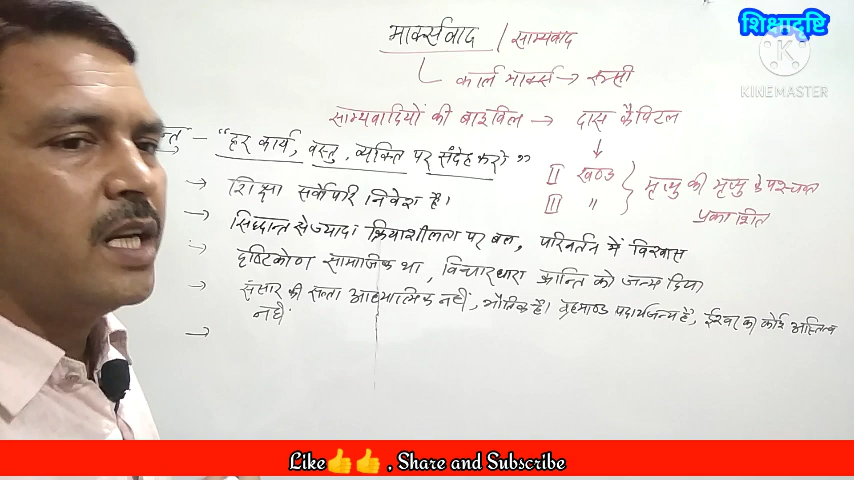 शिक्षादृष्टि
KINEMASTER
मार्क्सवाद / साम्यवाद
कार्ल मार्क्स → रूसी
साम्यवादियों की बाइबिल → दास कैपिटल
↓
– "हर कार्य, वस्तु, व्यक्ति पर संदेह करो"
II खण्ड } मृत्यु की मृत्यु के पश्चात
II " प्रकाशित
→ शिक्षा सर्वोपरि निवेश है।
→ सिद्धान्त से ज्यादा क्रियाशीलता पर बल, परिवर्तन में विश्वास
→ दृष्टिकोण सामाजिक था, विचारधारा क्रान्ति को जन्म दिया
→ संसार की सत्ता आध्यात्मिक नहीं, भौतिक है। ब्रह्माण्ड पदार्थजन्य है, ईश्वर का कोई अस्तित्व
नहीं
→
Like👍👍 . Share and Subscribe